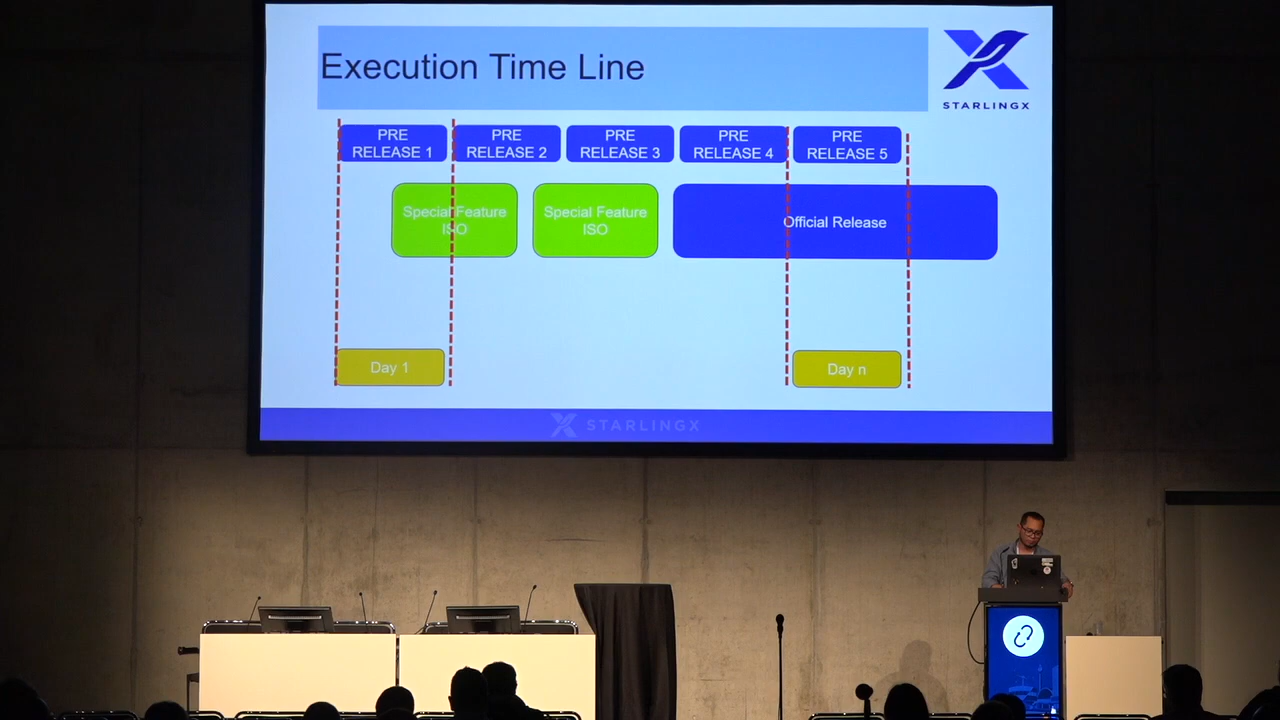 Execution Time Line
STARLINGX
PRE
RELEASE 1
PRE
RELEASE 2
PRE
RELEASE 3
PRE
RELEASE 4
PRE
RELEASE 5
Special Feature
ISO
Special Feature
ISO
Official Release
Day 1
Day n
STARLINGX